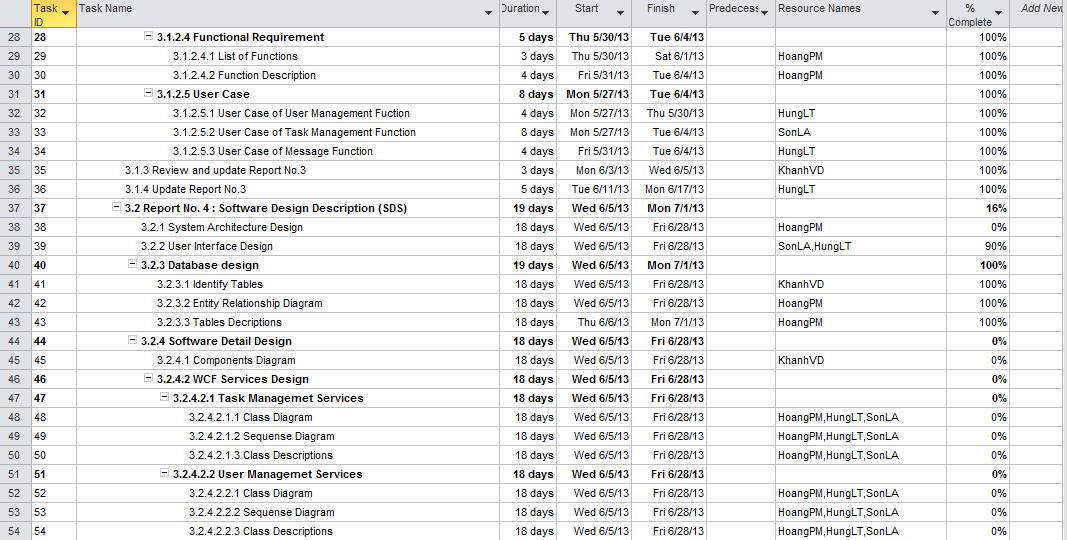 Task ID Task Name Duration Start Finish Predecess Resource Names % Complete Add New
28 28 3.1.2.4 Functional Requirement 5 days Thu 5/30/13 Tue 6/4/13 100%
29 29 3.1.2.4.1 List of Functions 3 days Thu 5/30/13 Sat 6/1/13 HoangPM 100%
30 30 3.1.2.4.2 Function Description 4 days Fri 5/31/13 Tue 6/4/13 HoangPM 100%
31 31 3.1.2.5 User Case 8 days Mon 5/27/13 Tue 6/4/13 100%
32 32 3.1.2.5.1 User Case of User Management Fuction 4 days Mon 5/27/13 Thu 5/30/13 HungLT 100%
33 33 3.1.2.5.2 User Case of Task Management Function 8 days Mon 5/27/13 Tue 6/4/13 SonLA 100%
34 34 3.1.2.5.3 User Case of Message Function 4 days Fri 5/31/13 Tue 6/4/13 HungLT 100%
35 35 3.1.3 Review and update Report No.3 3 days Mon 6/3/13 Wed 6/5/13 KhanhVD 100%
36 36 3.1.4 Update Report No.3 5 days Tue 6/11/13 Mon 6/17/13 HungLT 100%
37 37 3.2 Report No. 4 : Software Design Description (SDS) 19 days Wed 6/5/13 Mon 7/1/13 16%
38 38 3.2.1 System Architecture Design 18 days Wed 6/5/13 Fri 6/28/13 HoangPM 0%
39 39 3.2.2 User Interface Design 18 days Wed 6/5/13 Fri 6/28/13 SonLA,HungLT 90%
40 40 3.2.3 Database design 19 days Wed 6/5/13 Mon 7/1/13 100%
41 41 3.2.3.1 Identify Tables 18 days Wed 6/5/13 Fri 6/28/13 KhanhVD 100%
42 42 3.2.3.2 Entity Relationship Diagram 18 days Wed 6/5/13 Fri 6/28/13 HoangPM 100%
43 43 3.2.3.3 Tables Decriptions 18 days Thu 6/6/13 Mon 7/1/13 HoangPM 100%
44 44 3.2.4 Software Detail Design 18 days Wed 6/5/13 Fri 6/28/13 0%
45 45 3.2.4.1 Components Diagram 18 days Wed 6/5/13 Fri 6/28/13 KhanhVD 0%
46 46 3.2.4.2 WCF Services Design 18 days Wed 6/5/13 Fri 6/28/13 0%
47 47 3.2.4.2.1 Task Managemet Services 18 days Wed 6/5/13 Fri 6/28/13 0%
48 48 3.2.4.2.1.1 Class Diagram 18 days Wed 6/5/13 Fri 6/28/13 HoangPM,HungLT,SonLA 0%
49 49 3.2.4.2.1.2 Sequense Diagram 18 days Wed 6/5/13 Fri 6/28/13 HoangPM,HungLT,SonLA 0%
50 50 3.2.4.2.1.3 Class Descriptions 18 days Wed 6/5/13 Fri 6/28/13 HoangPM,HungLT,SonLA 0%
51 51 3.2.4.2.2 User Managemet Services 18 days Wed 6/5/13 Fri 6/28/13 0%
52 52 3.2.4.2.2.1 Class Diagram 18 days Wed 6/5/13 Fri 6/28/13 HoangPM,HungLT,SonLA 0%
53 53 3.2.4.2.2.2 Sequense Diagram 18 days Wed 6/5/13 Fri 6/28/13 HoangPM,HungLT,SonLA 0%
54 54 3.2.4.2.2.3 Class Descriptions 18 days Wed 6/5/13 Fri 6/28/13 HoangPM,HungLT,SonLA 0%